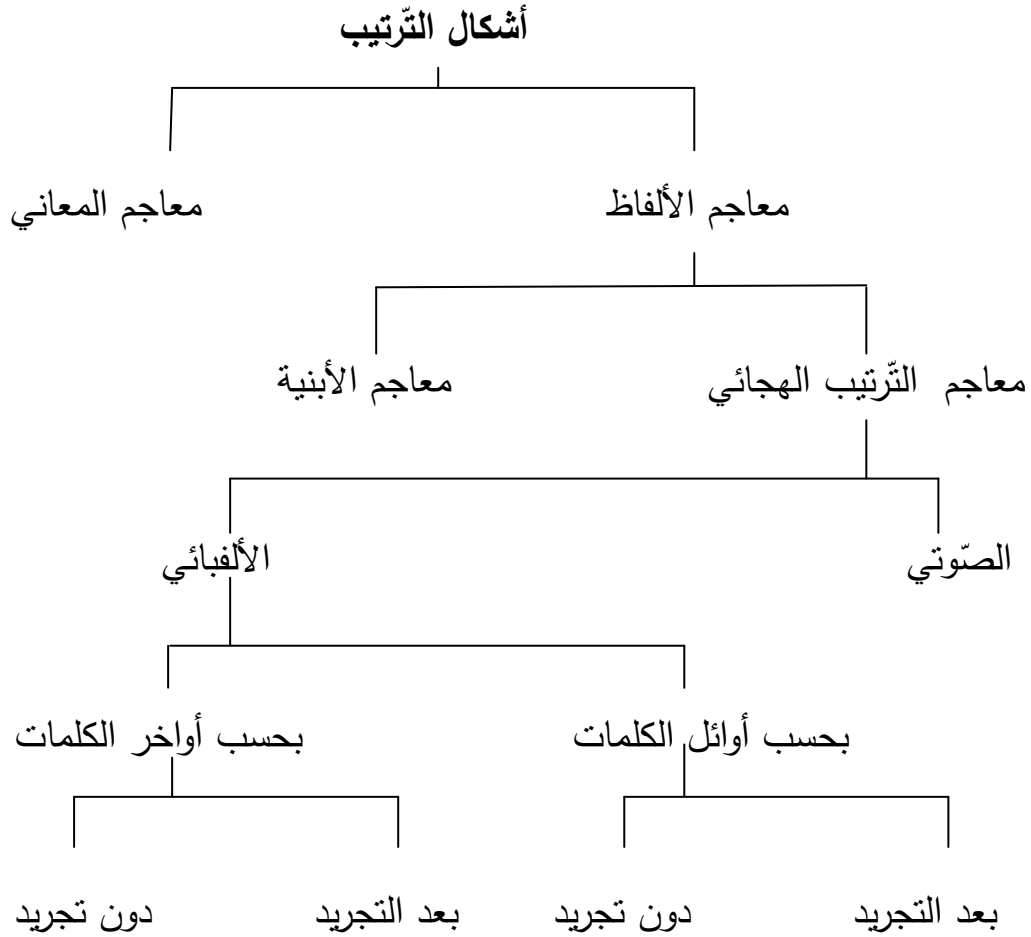 أشكال التّرتيب
معاجم الألفاظ معاجم المعاني
معاجم التّرتيب الهجائي معاجم الأبنية
الصّوتي الألفبائي
بحسب أوائل الكلمات بحسب أواخر الكلمات
بعد التجريد دون تجريد بعد التجريد دون تجريد